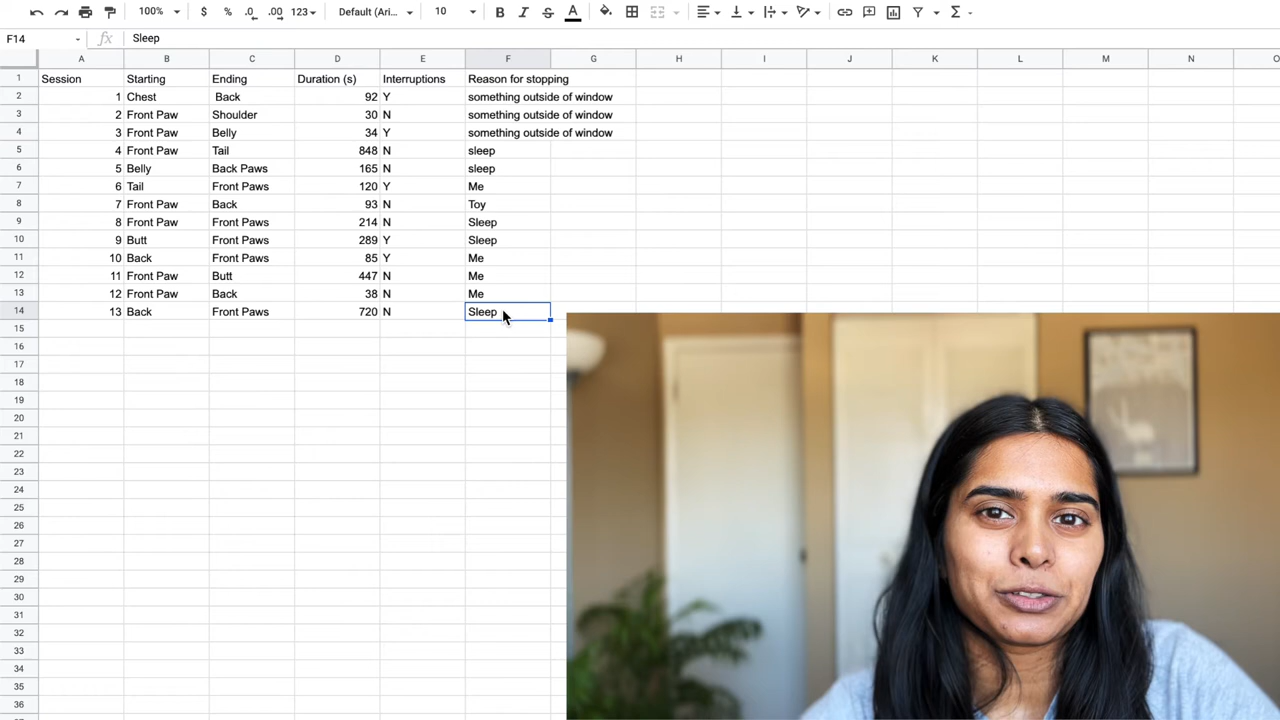 100% $ % .0 .00 123 Default (Ari... 10 B I S A
F14 fx Sleep
A B C D E F G H I J K L M N O
1 Session Starting Ending Duration (s) Interruptions Reason for stopping
2 1 Chest Back 92 Y something outside of window
3 2 Front Paw Shoulder 30 N something outside of window
4 3 Front Paw Belly 34 Y something outside of window
5 4 Front Paw Tail 848 N sleep
6 5 Belly Back Paws 165 N sleep
7 6 Tail Front Paws 120 Y Me
8 7 Front Paw Back 93 N Toy
9 8 Front Paw Front Paws 214 N Sleep
10 9 Butt Front Paws 289 Y Sleep
11 10 Back Front Paws 85 Y Me
12 11 Front Paw Butt 447 N Me
13 12 Front Paw Back 38 N Me
14 13 Back Front Paws 720 N Sleep
15
16
17
18
19
20
21
22
23
24
25
26
27
28
29
30
31
32
33
34
35
36